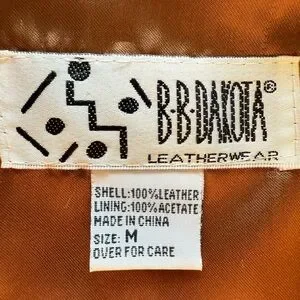 B·B·DAKOTA®
LEATHERWEAR
SHELL:100%LEATHER
LINING:100%ACETATE
MADE IN CHINA
SIZE: M
OVER FOR CARE